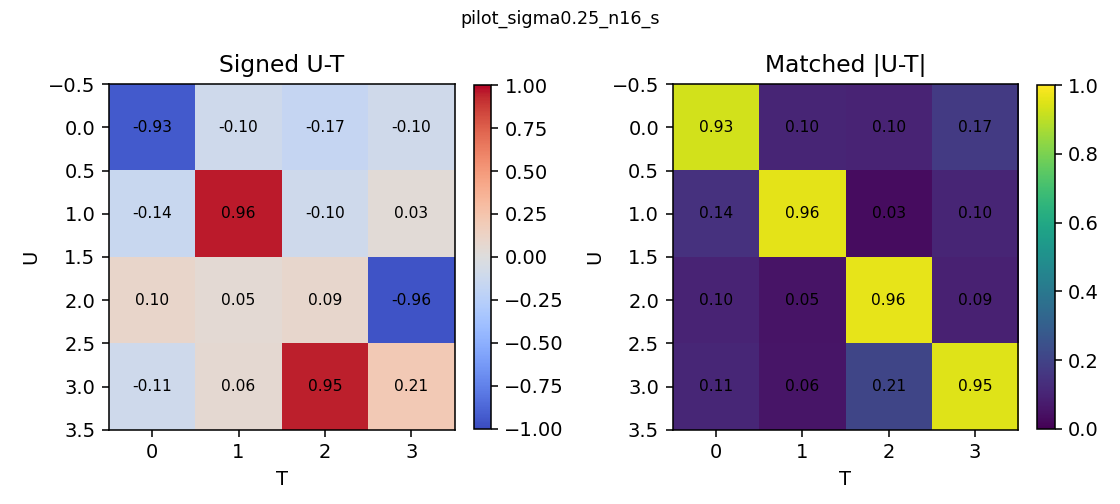 pilot_sigma0.25_n16_s
Signed U-T
−0.5
0.0
0.5
1.0
1.5
2.0
2.5
3.0
3.5
U
-0.93 -0.10 -0.17 -0.10
-0.14 0.96 -0.10 0.03
0.10 0.05 0.09 -0.96
-0.11 0.06 0.95 0.21
0 1 2 3
T
1.00
0.75
0.50
0.25
0.00
−0.25
−0.50
−0.75
−1.00
Matched |U-T|
−0.5
0.0
0.5
1.0
1.5
2.0
2.5
3.0
3.5
U
0.93 0.10 0.10 0.17
0.14 0.96 0.03 0.10
0.10 0.05 0.96 0.09
0.11 0.06 0.21 0.95
0 1 2 3
T
1.0
0.8
0.6
0.4
0.2
0.0